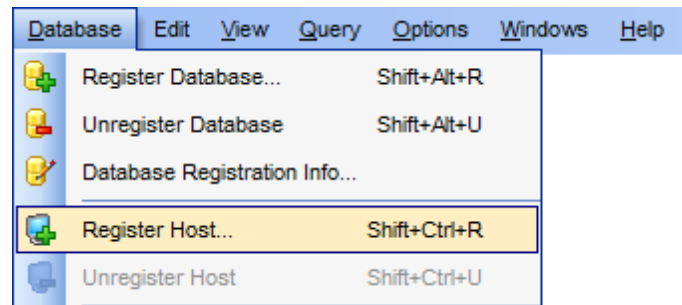 Database Edit View Query Options Windows Help
Register Database... Shift+Alt+R
Unregister Database Shift+Alt+U
Database Registration Info...
Register Host... Shift+Ctrl+R
Unregister Host Shift+Ctrl+U